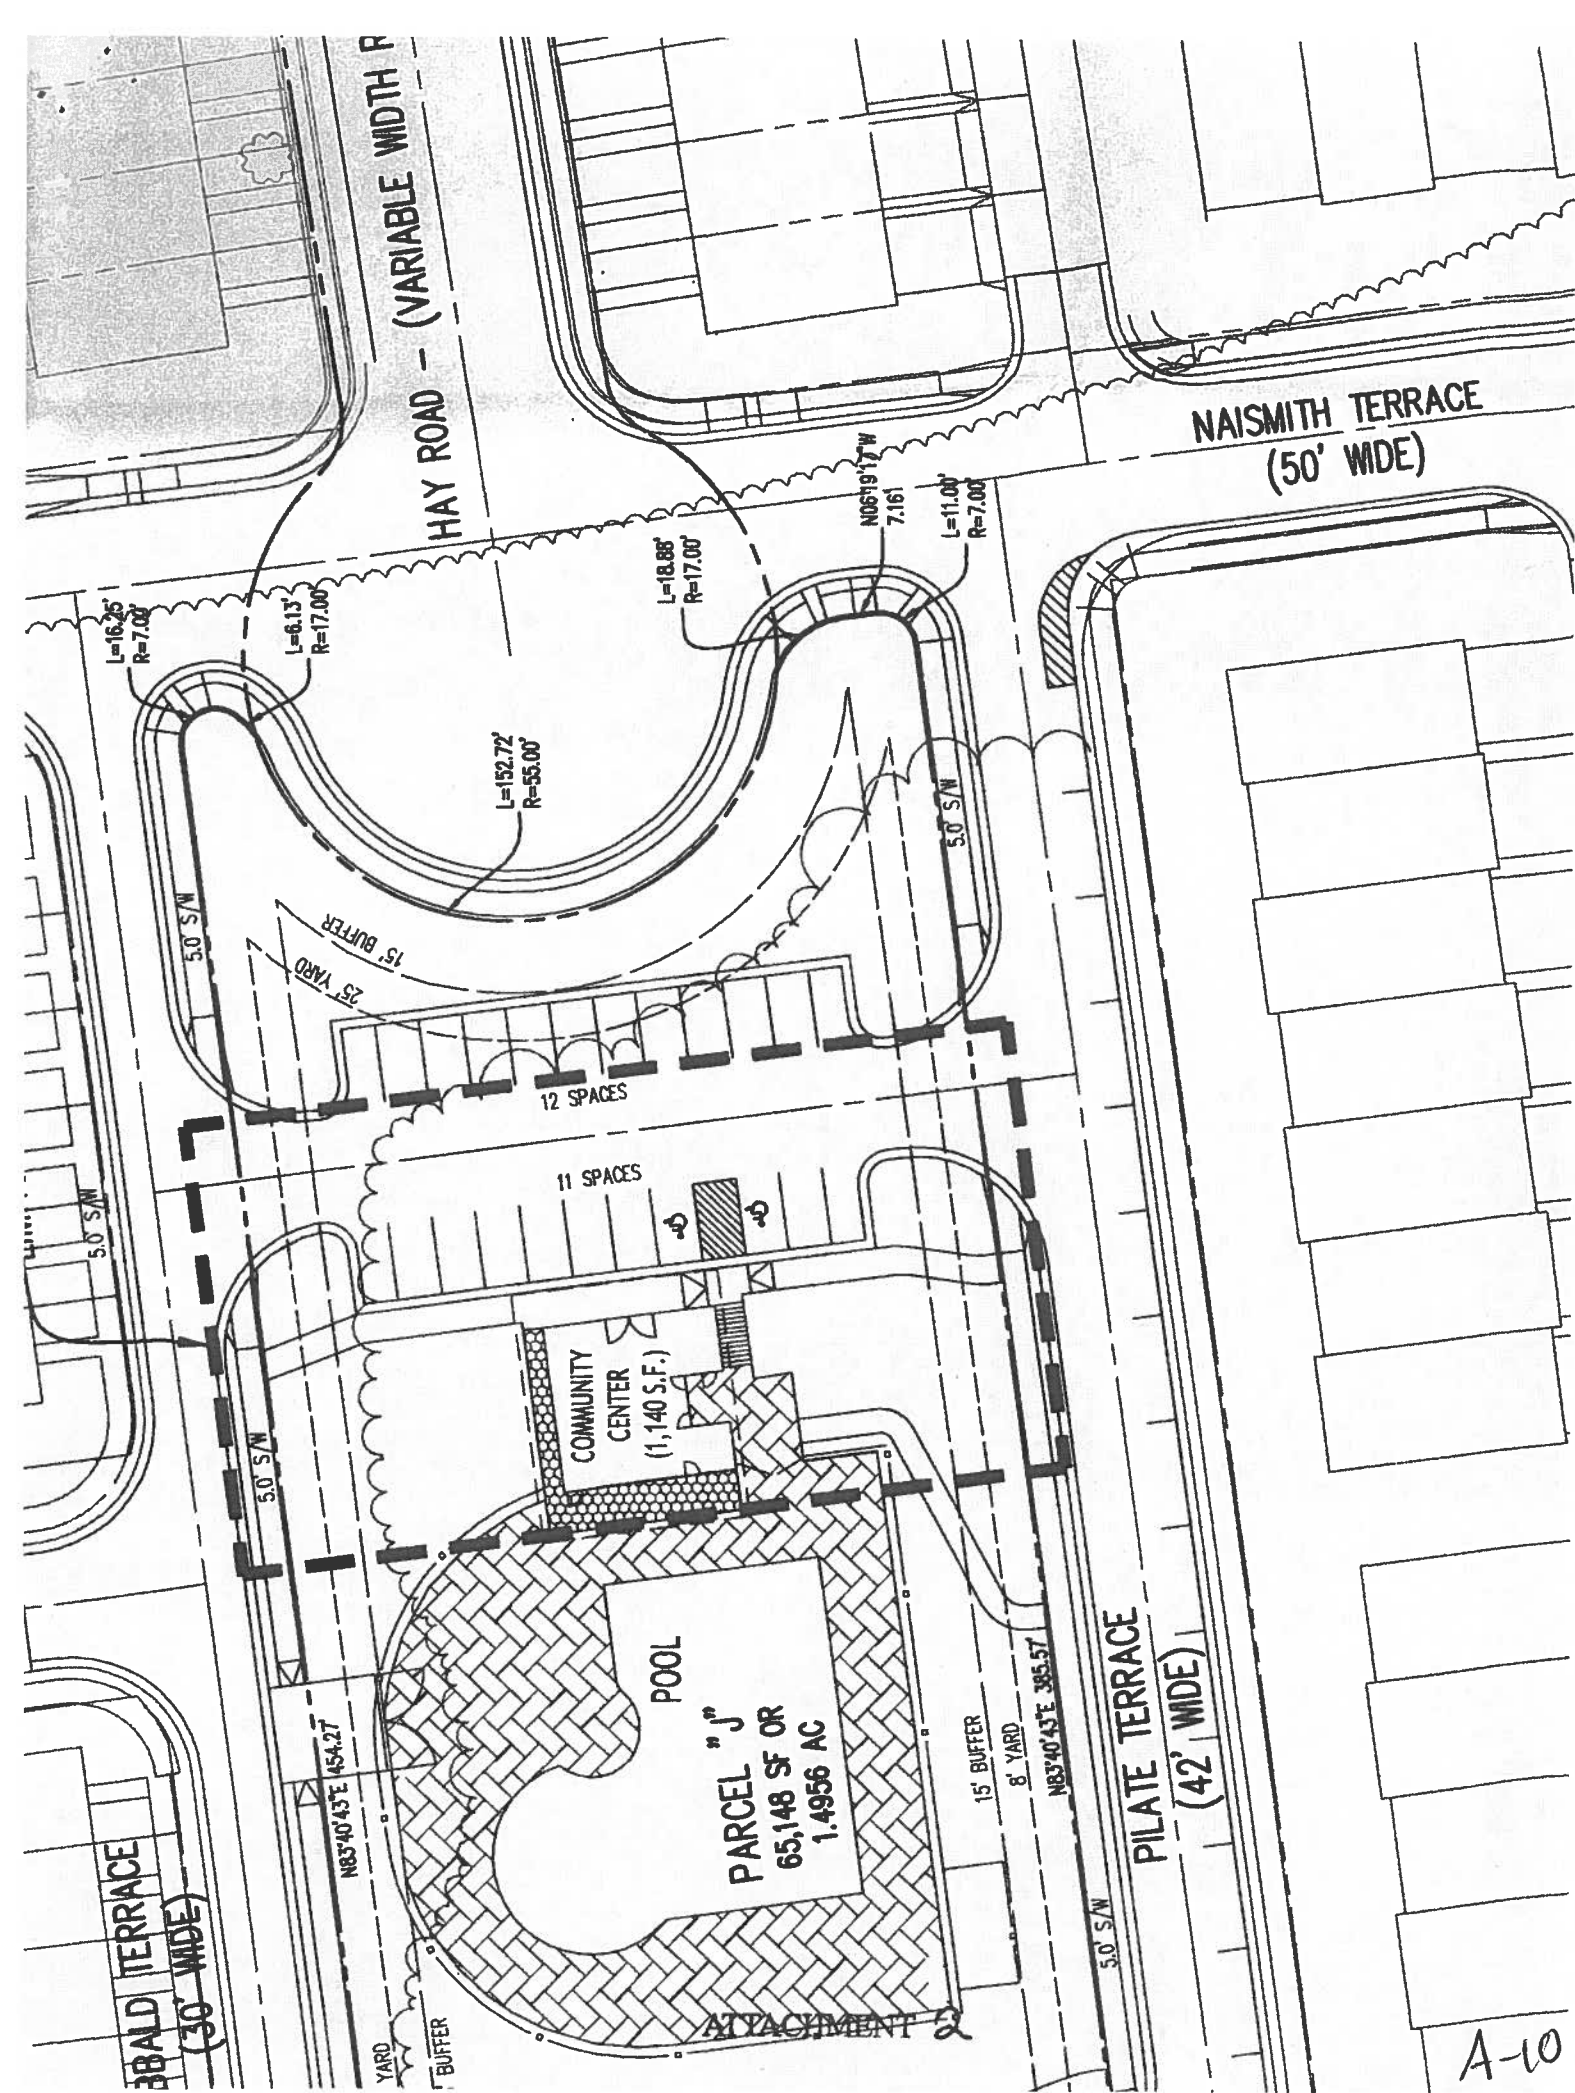 HAY ROAD - (VARIABLE WIDTH R
NAISMITH TERRACE
(50' WIDE)
N06°19'17"W
7.161
L=11.00'
R=7.00'
L=18.88'
R=17.00'
L=16.25'
R=7.00'
L=6.13'
R=17.00'
L=152.72'
R=55.00'
5.0' S/W
5.0' S/W
15' BUFFER
25' YARD
12 SPACES
11 SPACES
5.0' S/W
5.0' S/W
COMMUNITY
CENTER
(1,140 S.F.)
POOL
PARCEL "J"
65,148 SF OR
1.4956 AC
N83°40'43"E 454.27'
15' BUFFER
8' YARD
N83°40'43"E 385.57'
PILATE TERRACE
(42' WIDE)
5.0' S/W
BBALD TERRACE
(30' WIDE)
YARD
BUFFER
ATTACHMENT 2
A-10